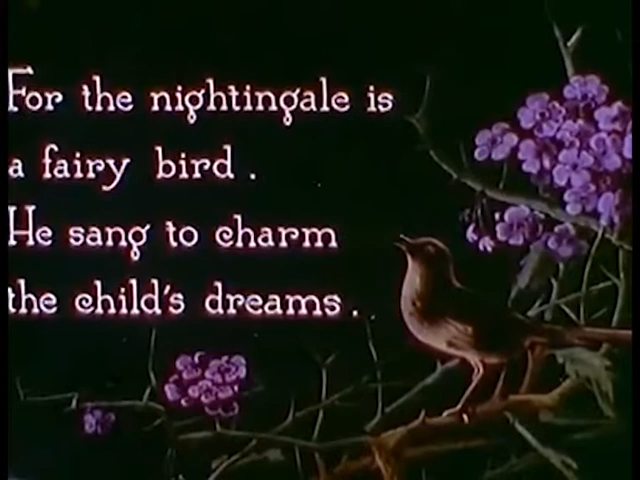 For the nightingale is
a fairy bird .
He sang to charm
the child's dreams .